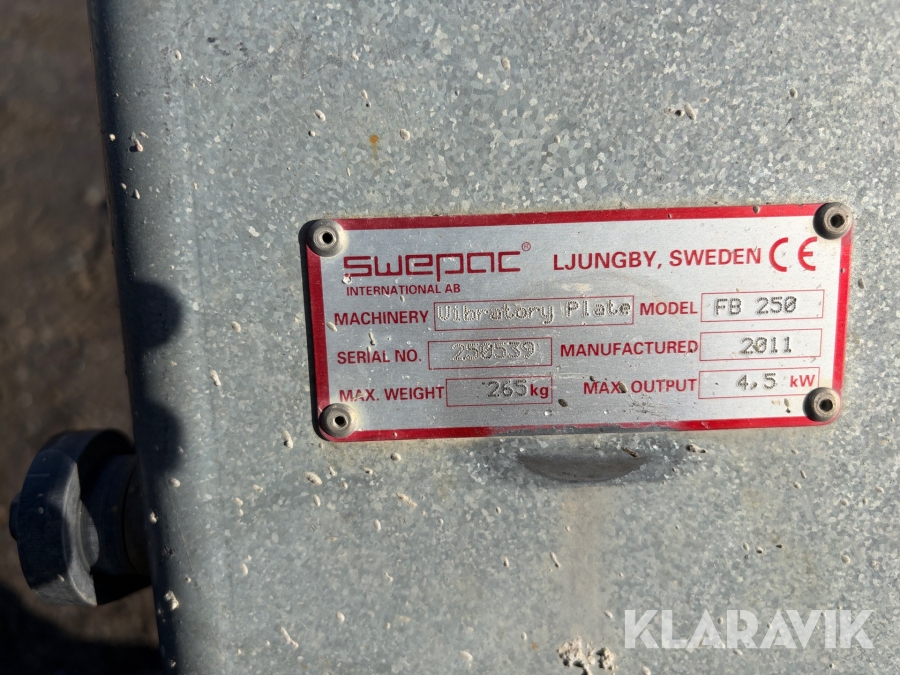 swepac® LJUNGBY, SWEDEN CE
INTERNATIONAL AB
MACHINERY Vibratory Plate MODEL FB 250
SERIAL NO. 250539 MANUFACTURED 2011
MAX. WEIGHT 265 kg MAX. OUTPUT 4,5 kW
KLARAVIK